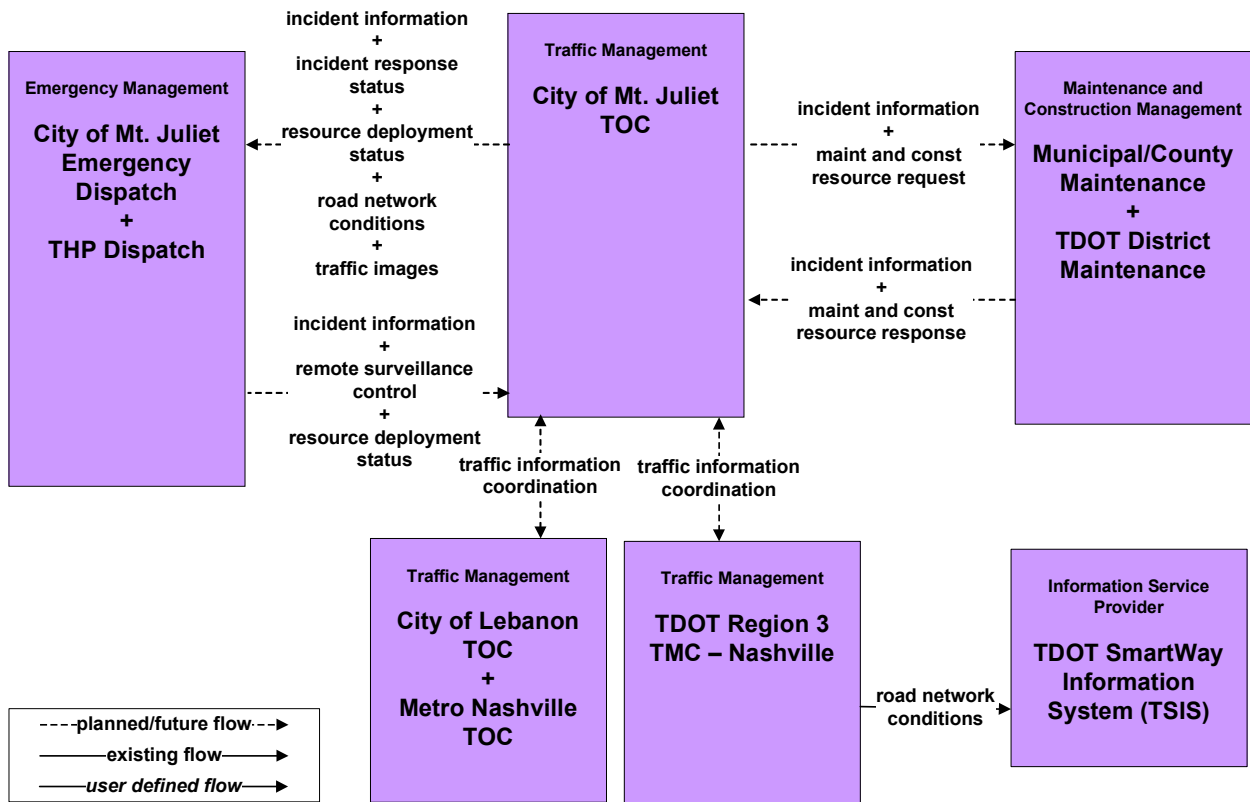 Emergency Management
City of Mt. Juliet
Emergency
Dispatch
+
THP Dispatch
incident information
+
incident response
status
+
resource deployment
status
+
road network
conditions
+
traffic images
incident information
+
remote surveillance
control
+
resource deployment
status
Traffic Management
City of Mt. Juliet
TOC
incident information
+
maint and const
resource request
incident information
+
maint and const
resource response
Maintenance and
Construction Management
Municipal/County
Maintenance
+
TDOT District
Maintenance
traffic information
coordination
traffic information
coordination
Traffic Management
City of Lebanon
TOC
+
Metro Nashville
TOC
Traffic Management
TDOT Region 3
TMC – Nashville
road network
conditions
Information Service
Provider
TDOT SmartWay
Information
System (TSIS)
planned/future flow
existing flow
user defined flow